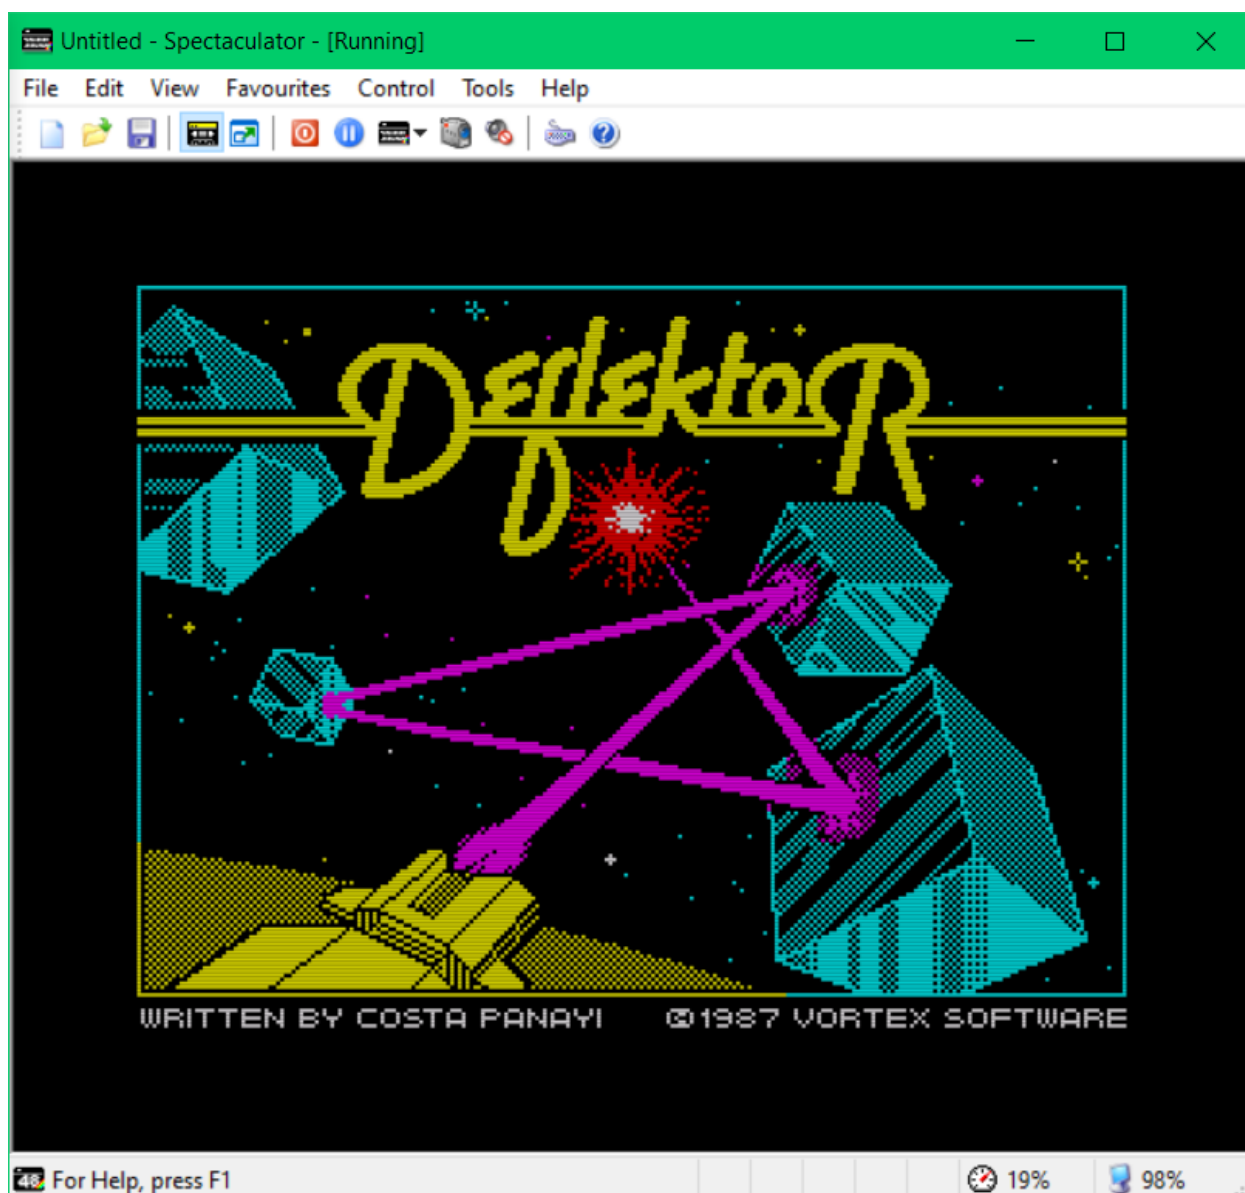 Untitled - Spectaculator - [Running]
File Edit View Favourites Control Tools Help
DeflektoR
WRITTEN BY COSTA PANAYI ©1987 VORTEX SOFTWARE
48 For Help, press F1 19% 98%